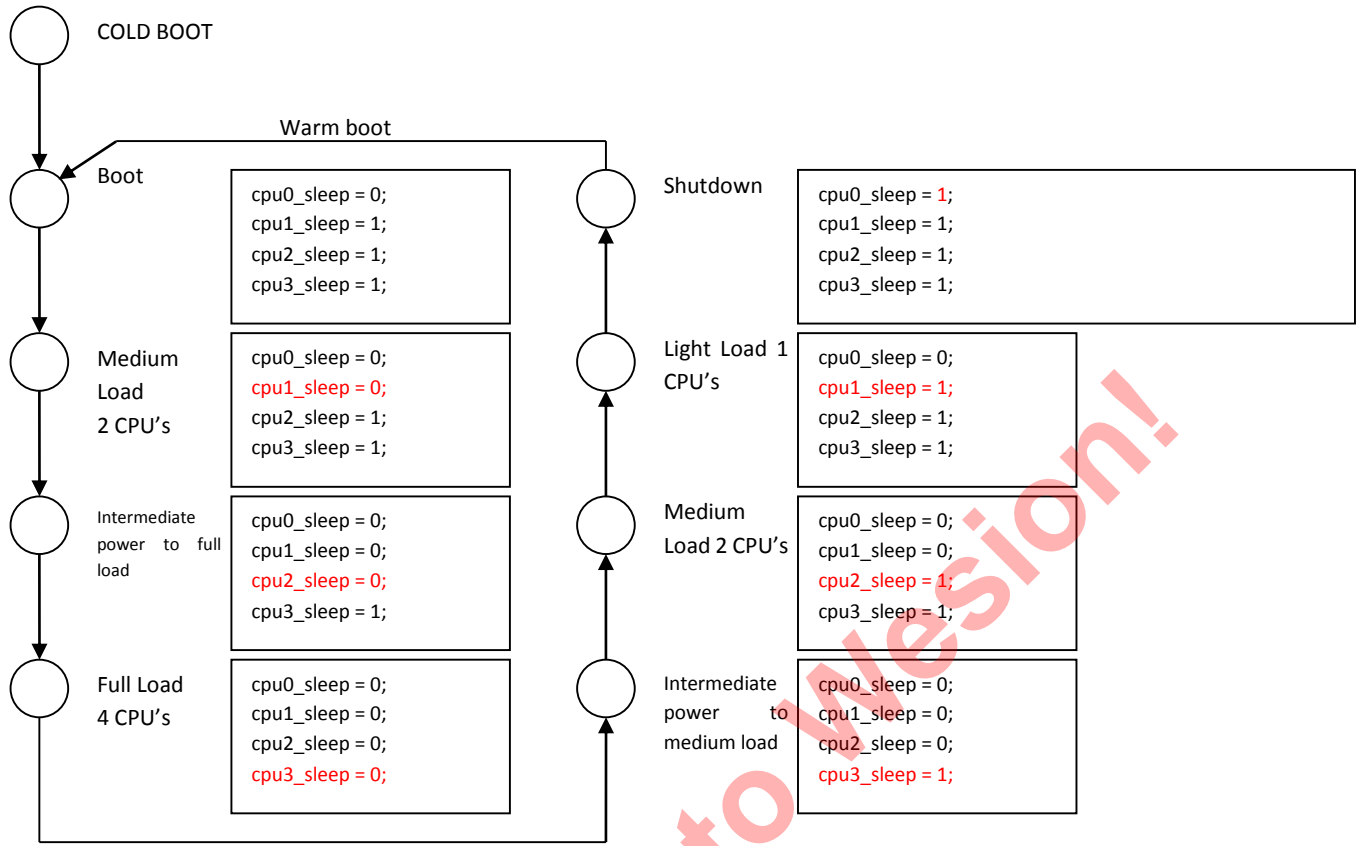 COLD BOOT
Warm boot
Boot
cpu0_sleep = 0;
cpu1_sleep = 1;
cpu2_sleep = 1;
cpu3_sleep = 1;
Medium
Load
2 CPU’s
cpu0_sleep = 0;
cpu1_sleep = 0;
cpu2_sleep = 1;
cpu3_sleep = 1;
Intermediate
power to full
load
cpu0_sleep = 0;
cpu1_sleep = 0;
cpu2_sleep = 0;
cpu3_sleep = 1;
Full Load
4 CPU’s
cpu0_sleep = 0;
cpu1_sleep = 0;
cpu2_sleep = 0;
cpu3_sleep = 0;
Shutdown
cpu0_sleep = 1;
cpu1_sleep = 1;
cpu2_sleep = 1;
cpu3_sleep = 1;
Light Load 1
CPU’s
cpu0_sleep = 0;
cpu1_sleep = 1;
cpu2_sleep = 1;
cpu3_sleep = 1;
Medium
Load 2 CPU’s
cpu0_sleep = 0;
cpu1_sleep = 0;
cpu2_sleep = 1;
cpu3_sleep = 1;
Intermediate
power to
medium load
cpu0_sleep = 0;
cpu1_sleep = 0;
cpu2_sleep = 0;
cpu3_sleep = 1;
to Wesion!